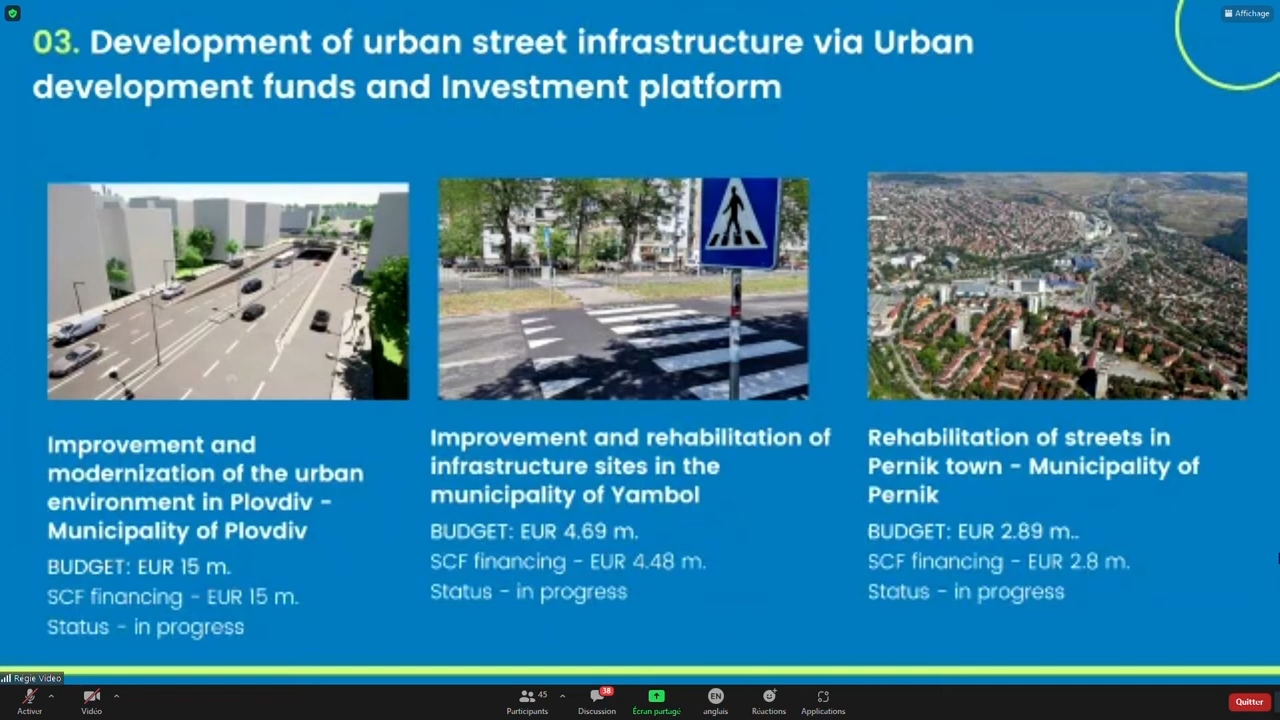 Affichage
03. Development of urban street infrastructure via Urban
development funds and Investment platform
Improvement and
modernization of the urban
environment in Plovdiv -
Municipality of Plovdiv
BUDGET: EUR 15 m.
SCF financing - EUR 15 m.
Status - in progress
Improvement and rehabilitation of
infrastructure sites in the
municipality of Yambol
BUDGET: EUR 4.69 m.
SCF financing - EUR 4.48 m.
Status - in progress
Rehabilitation of streets in
Pernik town - Municipality of
Pernik
BUDGET: EUR 2.89 m..
SCF financing - EUR 2.8 m.
Status - in progress
Régie Vidéo
Activer
Vidéo
45
Participants
38
Discussion
Écran partagé
EN
anglais
Réactions
Applications
Quitter